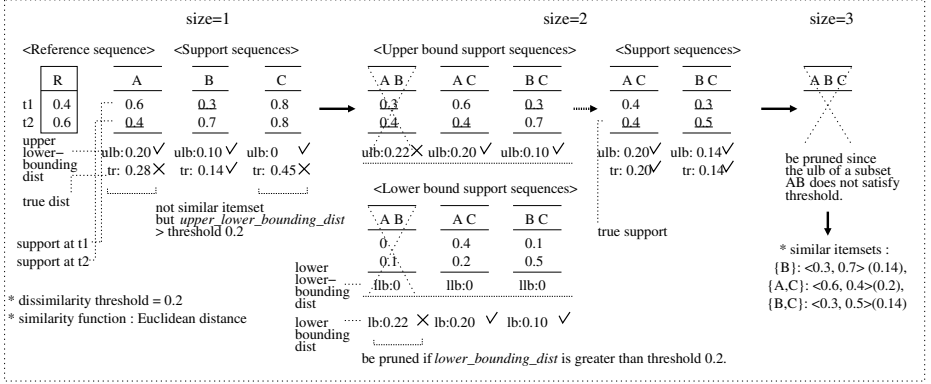 size=1
size=2
size=3
<Reference sequence>
<Support sequences>
<Upper bound support sequences>
<Support sequences>
R
A
B
C
A B
A C
B C
A C
B C
A B C
t1
0.4
0.6
0.3
0.8
0.3
0.6
0.3
0.4
0.3
t2
0.6
0.4
0.7
0.8
0.4
0.4
0.7
0.4
0.5
upper
lower−
bounding
dist
ulb:0.20
ulb:0.10
ulb:0
ulb:0.22
ulb:0.20
ulb:0.10
ulb:0.20
ulb:0.14
tr: 0.28
tr: 0.14
tr: 0.45
tr: 0.20
tr: 0.14
be pruned since
the ulb of a subset
AB does not satisfy
threshold.
true dist
not similar itemset
but upper_lower_bounding_dist
> threshold 0.2
<Lower bound support sequences>
A B
A C
B C
true support
support at t1
support at t2
0
0.4
0.1
0.1
0.2
0.5
lower
lower−
bounding
dist
llb:0
llb:0
llb:0
* similar itemsets :
{B}: <0.3, 0.7> (0.14),
{A,C}: <0.6, 0.4>(0.2),
{B,C}: <0.3, 0.5>(0.14)
* dissimilarity threshold = 0.2
* similarity function : Euclidean distance
lower
bounding
dist
lb:0.22
lb:0.20
lb:0.10
be pruned if lower_bounding_dist is greater than threshold 0.2.